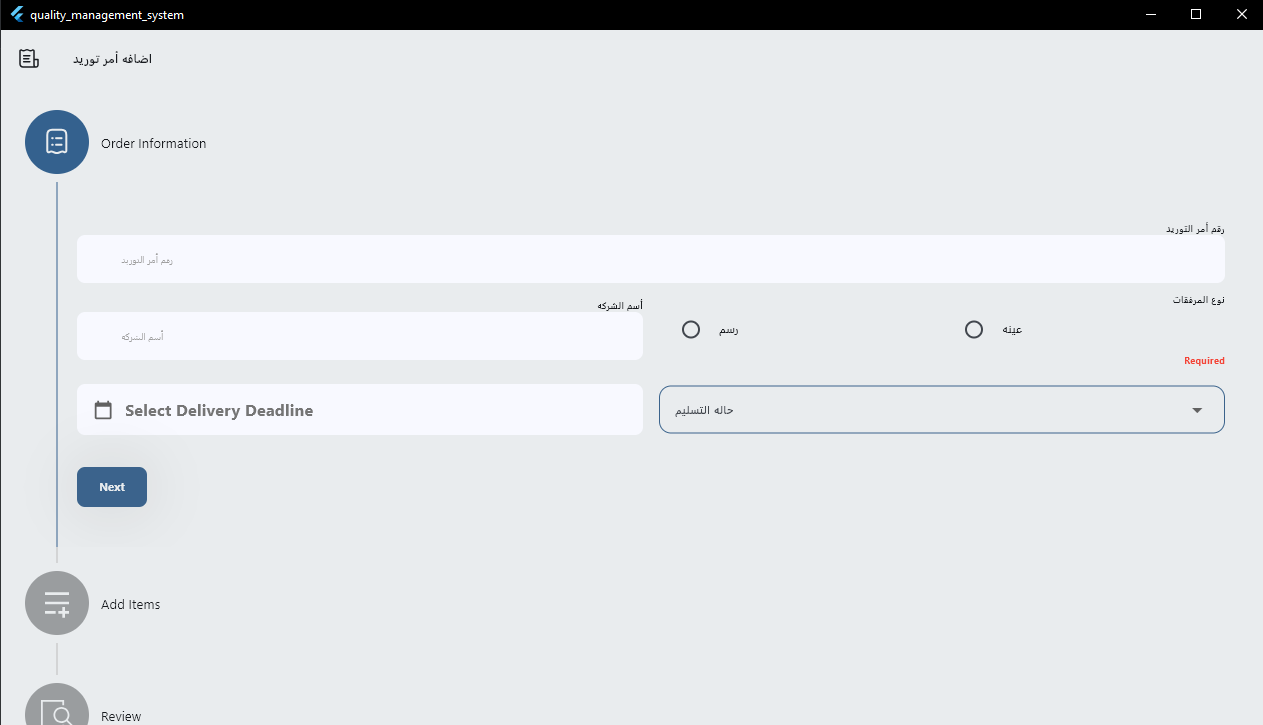 quality_management_system
اضافه أمر توريد
Order Information
رقم أمر التوريد
رقم أمر التوريد
نوع المرفقات
أسم الشركه
أسم الشركه
رسم
عينه
Required
Select Delivery Deadline
حاله التسليم
Next
Add Items
Review